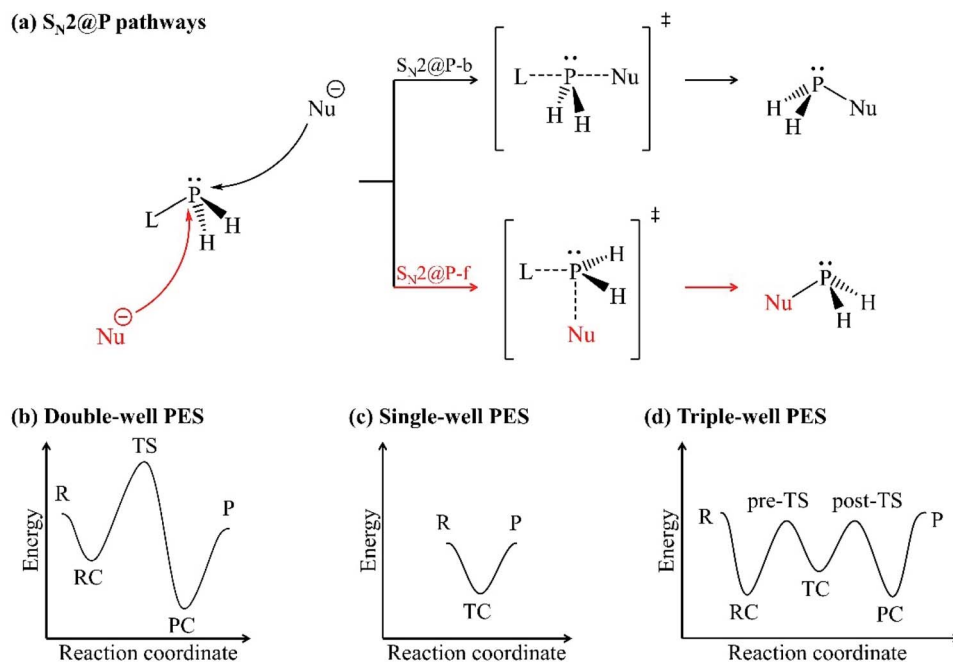 (a) SN2@P pathways
Nu ⊖
L P H H
Nu ⊖
SN2@P-b
L P Nu H H ‡
H P H Nu
SN2@P-f
L P H H Nu ‡
Nu P H H
(b) Double-well PES
Energy
R
RC
TS
PC
P
Reaction coordinate
(c) Single-well PES
Energy
R
TC
P
Reaction coordinate
(d) Triple-well PES
Energy
R
RC
pre-TS
TC
post-TS
PC
P
Reaction coordinate